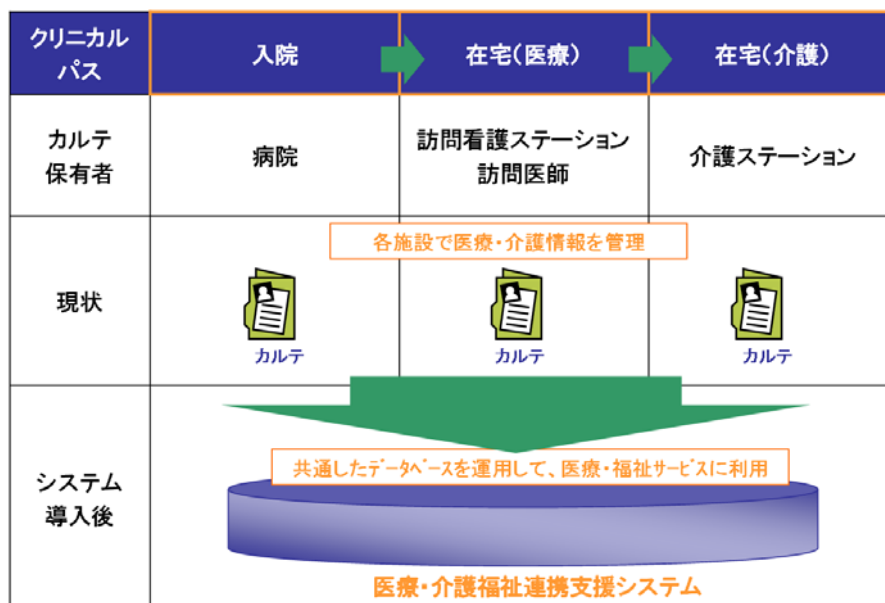 クリニカル
パス
入院
在宅(医療)
在宅(介護)
カルテ
保有者
病院
訪問看護ステーション
訪問医師
介護ステーション
現状
各施設で医療・介護情報を管理
カルテ
カルテ
カルテ
システム
導入後
共通したﾃﾞｰﾀﾍﾞｰｽを運用して、医療・福祉ｻｰﾋﾞｽに利用
医療・介護福祉連携支援システム